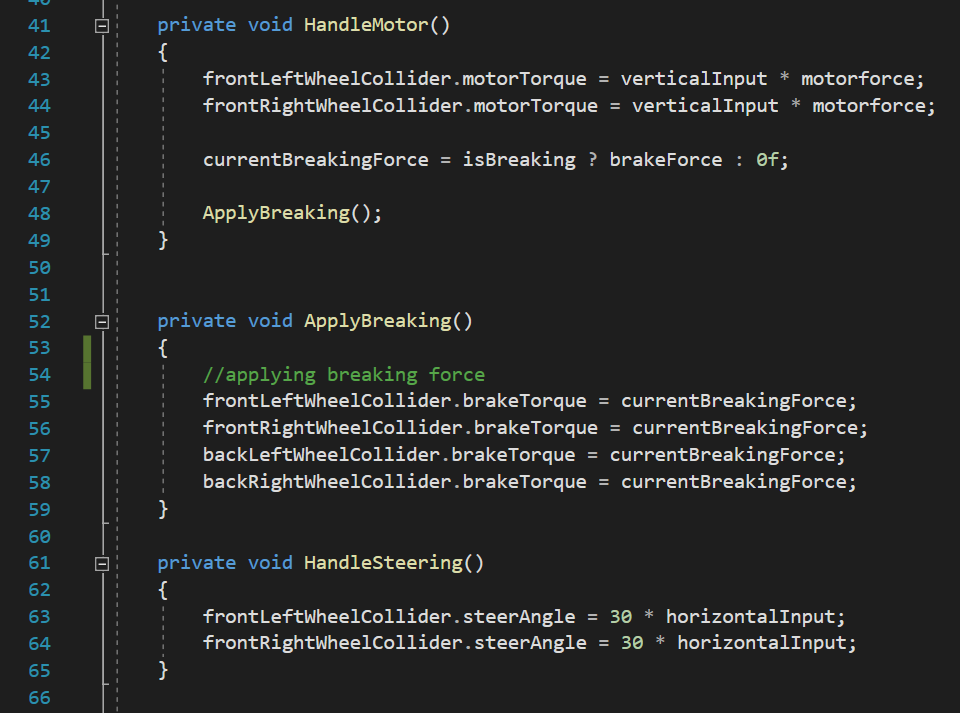 41 private void HandleMotor()
42 {
43 frontLeftWheelCollider.motorTorque = verticalInput * motorforce;
44 frontRightWheelCollider.motorTorque = verticalInput * motorforce;
45
46 currentBreakingForce = isBreaking ? brakeForce : 0f;
47
48 ApplyBreaking();
49 }
50
51
52 private void ApplyBreaking()
53 {
54 //applying breaking force
55 frontLeftWheelCollider.brakeTorque = currentBreakingForce;
56 frontRightWheelCollider.brakeTorque = currentBreakingForce;
57 backLeftWheelCollider.brakeTorque = currentBreakingForce;
58 backRightWheelCollider.brakeTorque = currentBreakingForce;
59 }
60
61 private void HandleSteering()
62 {
63 frontLeftWheelCollider.steerAngle = 30 * horizontalInput;
64 frontRightWheelCollider.steerAngle = 30 * horizontalInput;
65 }
66